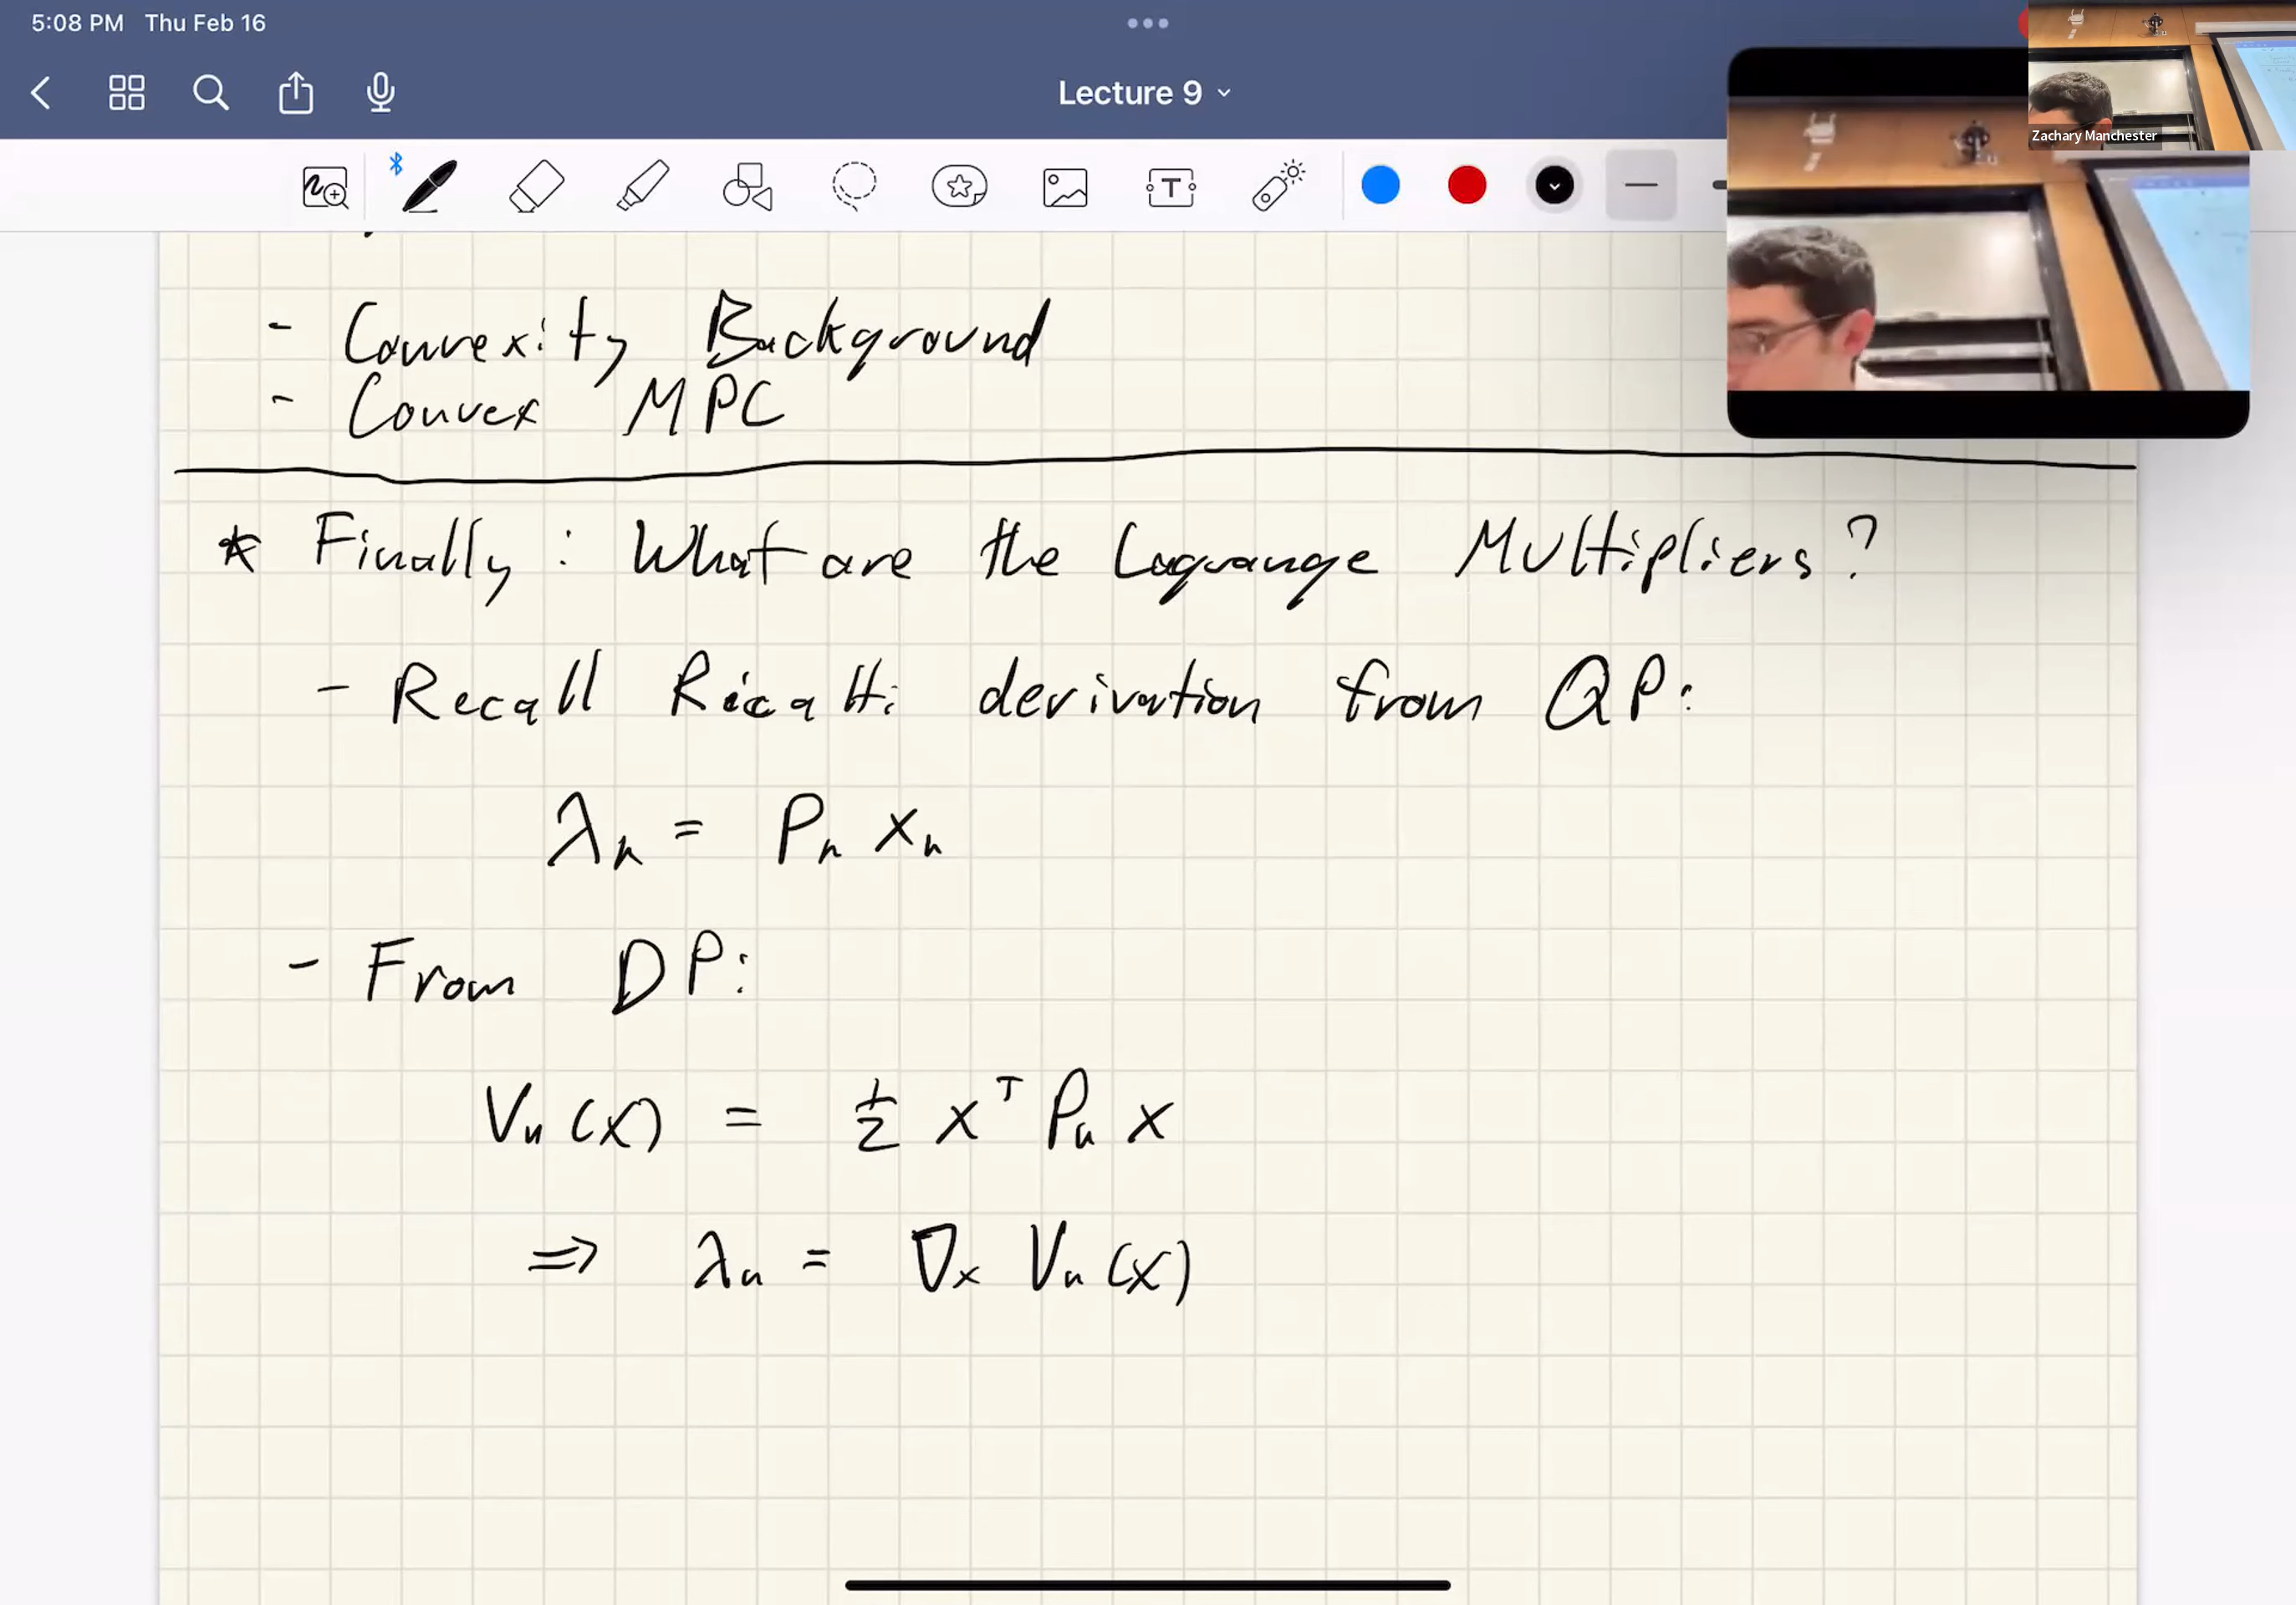 5:08 PM Thu Feb 16
Lecture 9
Zachary Manchester
- Convexity Background
- Convex MPC
* Finally: What are the Lagrange Multipliers?
- Recall Ricatti derivation from QP:
λₙ = Pₙ xₙ
- From DP:
Vₙ(x) = ½ xᵀ Pₙ x
⇒ λₙ = ∇ₓ Vₙ(x)